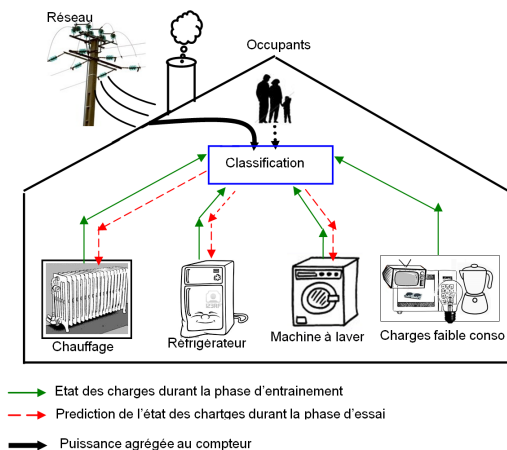 Réseau
Occupants
Classification
Chauffage
Réfrigèrateur
Machine à laver
Charges faible conso
Etat des charges durant la phase d'entrainement
Prediction de l'état des chartges durant la phase d'essai
Puissance agrégée au compteur